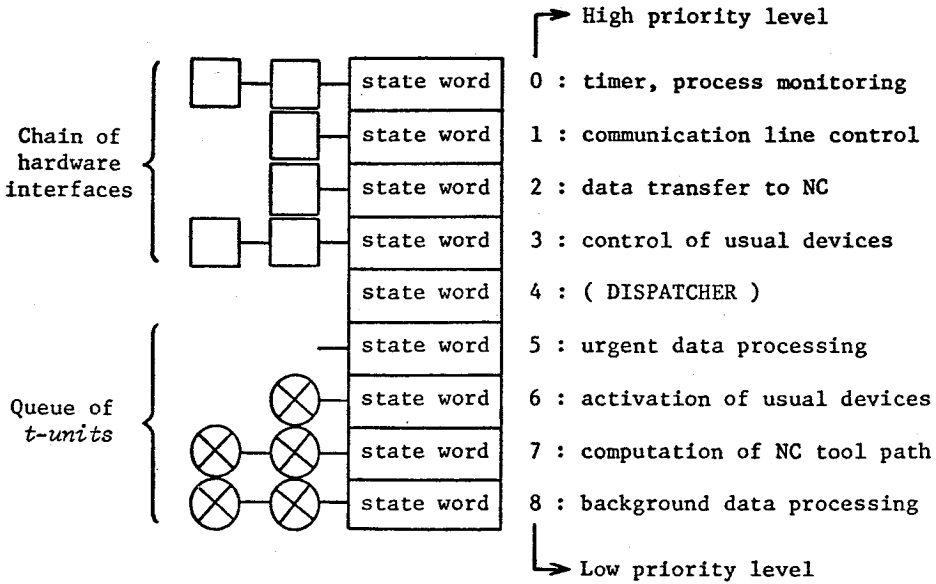 High priority level
state word 0 : timer, process monitoring
state word 1 : communication line control
state word 2 : data transfer to NC
state word 3 : control of usual devices
Chain of
hardware
interfaces
state word 4 : ( DISPATCHER )
state word 5 : urgent data processing
state word 6 : activation of usual devices
state word 7 : computation of NC tool path
state word 8 : background data processing
Queue of
t-units
Low priority level